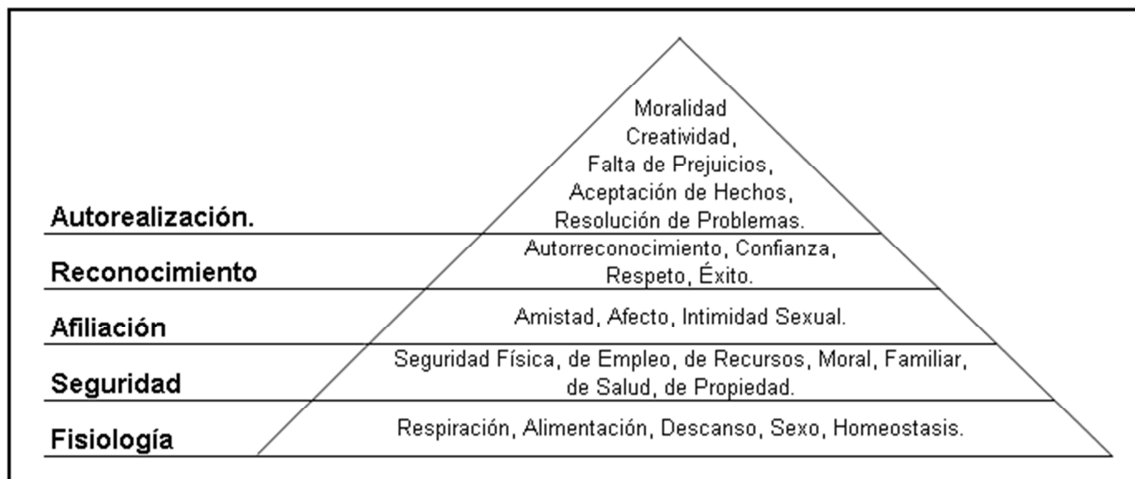 Moralidad
Creatividad,
Falta de Prejuicios,
Aceptación de Hechos,
Resolución de Problemas.
Autorealización.
Autorreconocimiento, Confianza,
Respeto, Éxito.
Reconocimiento
Amistad, Afecto, Intimidad Sexual.
Afiliación
Seguridad Física, de Empleo, de Recursos, Moral, Familiar,
de Salud, de Propiedad.
Seguridad
Respiración, Alimentación, Descanso, Sexo, Homeostasis.
Fisiología